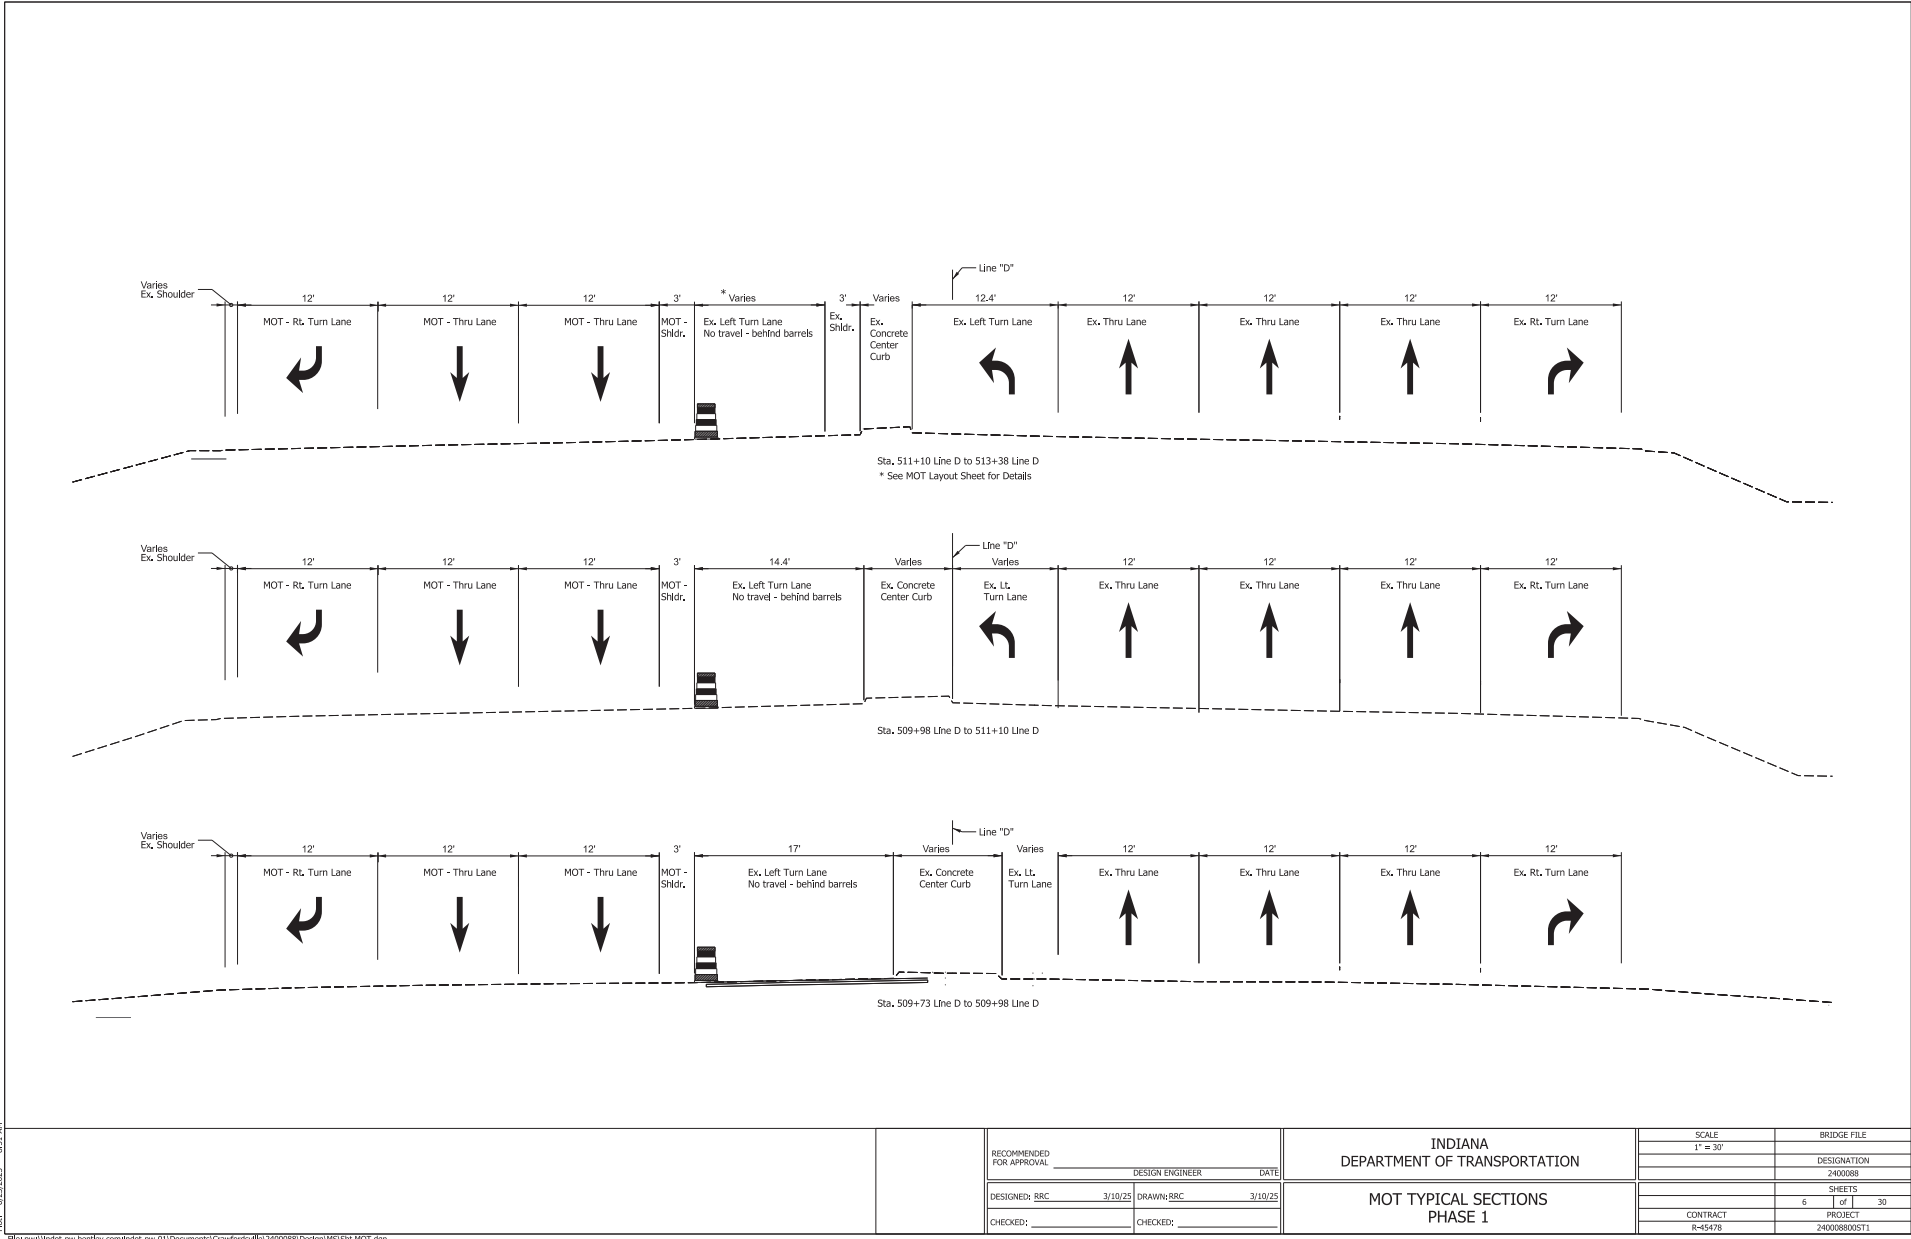 Line "D"
Varies
Ex. Shoulder
12' 12' 12' 3' * Varies 3' Varies 12.4' 12' 12' 12' 12'
MOT - Rt. Turn Lane
MOT - Thru Lane
MOT - Thru Lane
MOT -
Shldr.
Ex. Left Turn Lane
No travel - behind barrels
Ex.
Shldr.
Ex.
Concrete
Center
Curb
Ex. Left Turn Lane
Ex. Thru Lane
Ex. Thru Lane
Ex. Thru Lane
Ex. Rt. Turn Lane
Sta. 511+10 Line D to 513+38 Line D
* See MOT Layout Sheet for Details
Line "D"
Varies
Ex. Shoulder
12' 12' 12' 3' 14.4' Varies Varies 12' 12' 12' 12'
MOT - Rt. Turn Lane
MOT - Thru Lane
MOT - Thru Lane
MOT -
Shldr.
Ex. Left Turn Lane
No travel - behind barrels
Ex. Concrete
Center Curb
Ex. Lt.
Turn Lane
Ex. Thru Lane
Ex. Thru Lane
Ex. Thru Lane
Ex. Rt. Turn Lane
Sta. 509+98 Line D to 511+10 Line D
Line "D"
Varies
Ex. Shoulder
12' 12' 12' 3' 17' Varies Varies 12' 12' 12' 12'
MOT - Rt. Turn Lane
MOT - Thru Lane
MOT - Thru Lane
MOT -
Shldr.
Ex. Left Turn Lane
No travel - behind barrels
Ex. Concrete
Center Curb
Ex. Lt.
Turn Lane
Ex. Thru Lane
Ex. Thru Lane
Ex. Thru Lane
Ex. Rt. Turn Lane
Sta. 509+73 Line D to 509+98 Line D
RECOMMENDED
FOR APPROVAL
DESIGN ENGINEER DATE
DESIGNED: RRC 3/10/25 DRAWN: RRC 3/10/25
CHECKED: CHECKED:
INDIANA
DEPARTMENT OF TRANSPORTATION
MOT TYPICAL SECTIONS
PHASE 1
SCALE
1" = 30'
BRIDGE FILE
DESIGNATION
2400088
SHEETS
6 of 30
CONTRACT
R-45478
PROJECT
240008800ST1